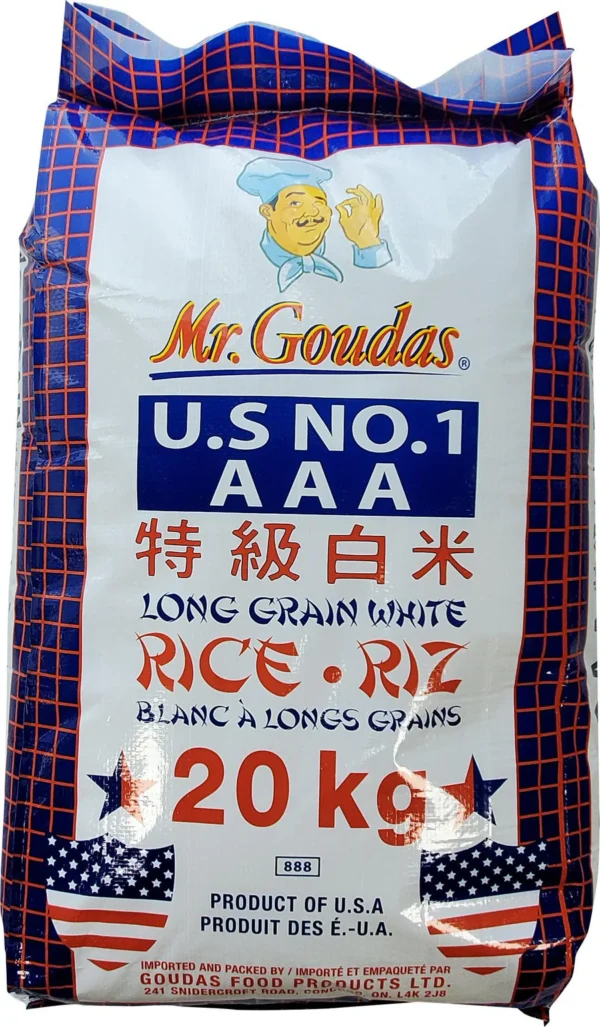 Mr. Goudas®
U.S NO.1
AAA
特級白米
LONG GRAIN WHITE
RICE • RIZ
BLANC À LONGS GRAINS
20 kg
888
PRODUCT OF U.S.A
PRODUIT DES É.-U.A.
IMPORTED AND PACKED BY / IMPORTÉ ET EMPAQUETÉ PAR
GOUDAS FOOD PRODUCTS LTD.
241 SNIDERCROFT ROAD, ON. L4K 2J8